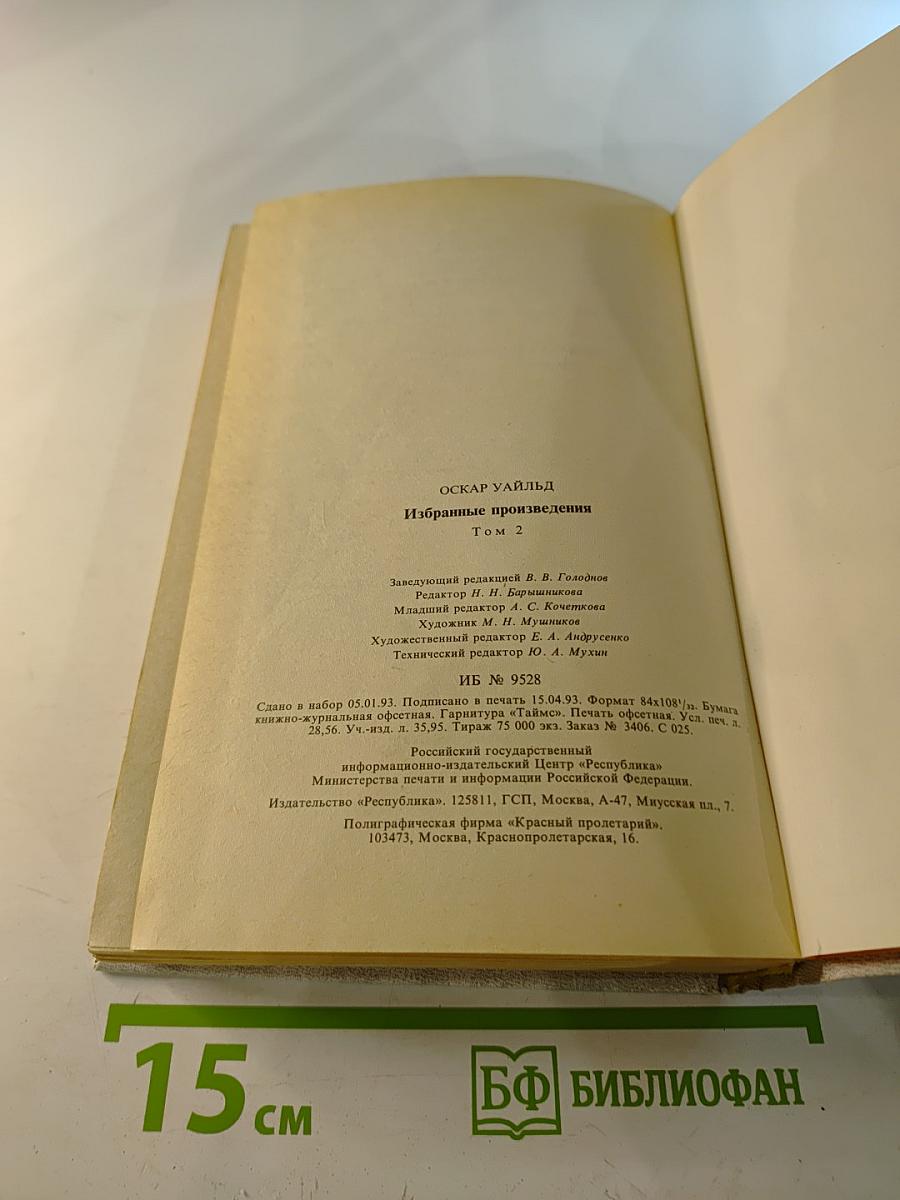 ОСКАР УАЙЛЬД
Избранные произведения
Том 2
Заведующий редакцией В. В. Голоднов
Редактор Н. Н. Барышникова
Младший редактор А. С. Кочеткова
Художник М. Н. Мушников
Художественный редактор Е. А. Андрусенко
Технический редактор Ю. А. Мухин
ИБ № 9528
Сдано в набор 05.01.93. Подписано в печать 15.04.93. Формат 84х108¹/₃₂. Бумага
книжно-журнальная офсетная. Гарнитура «Таймс». Печать офсетная. Усл. печ. л.
28,56. Уч.-изд. л. 35,95. Тираж 75 000 экз. Заказ № 3406. С 025.
Российский государственный
информационно-издательский Центр «Республика»
Министерства печати и информации Российской Федерации.
Издательство «Республика». 125811, ГСП, Москва, А-47, Миусская пл., 7.
Полиграфическая фирма «Красный пролетарий».
103473, Москва, Краснопролетарская, 16.
15 см
БФ БИБЛИОФАН